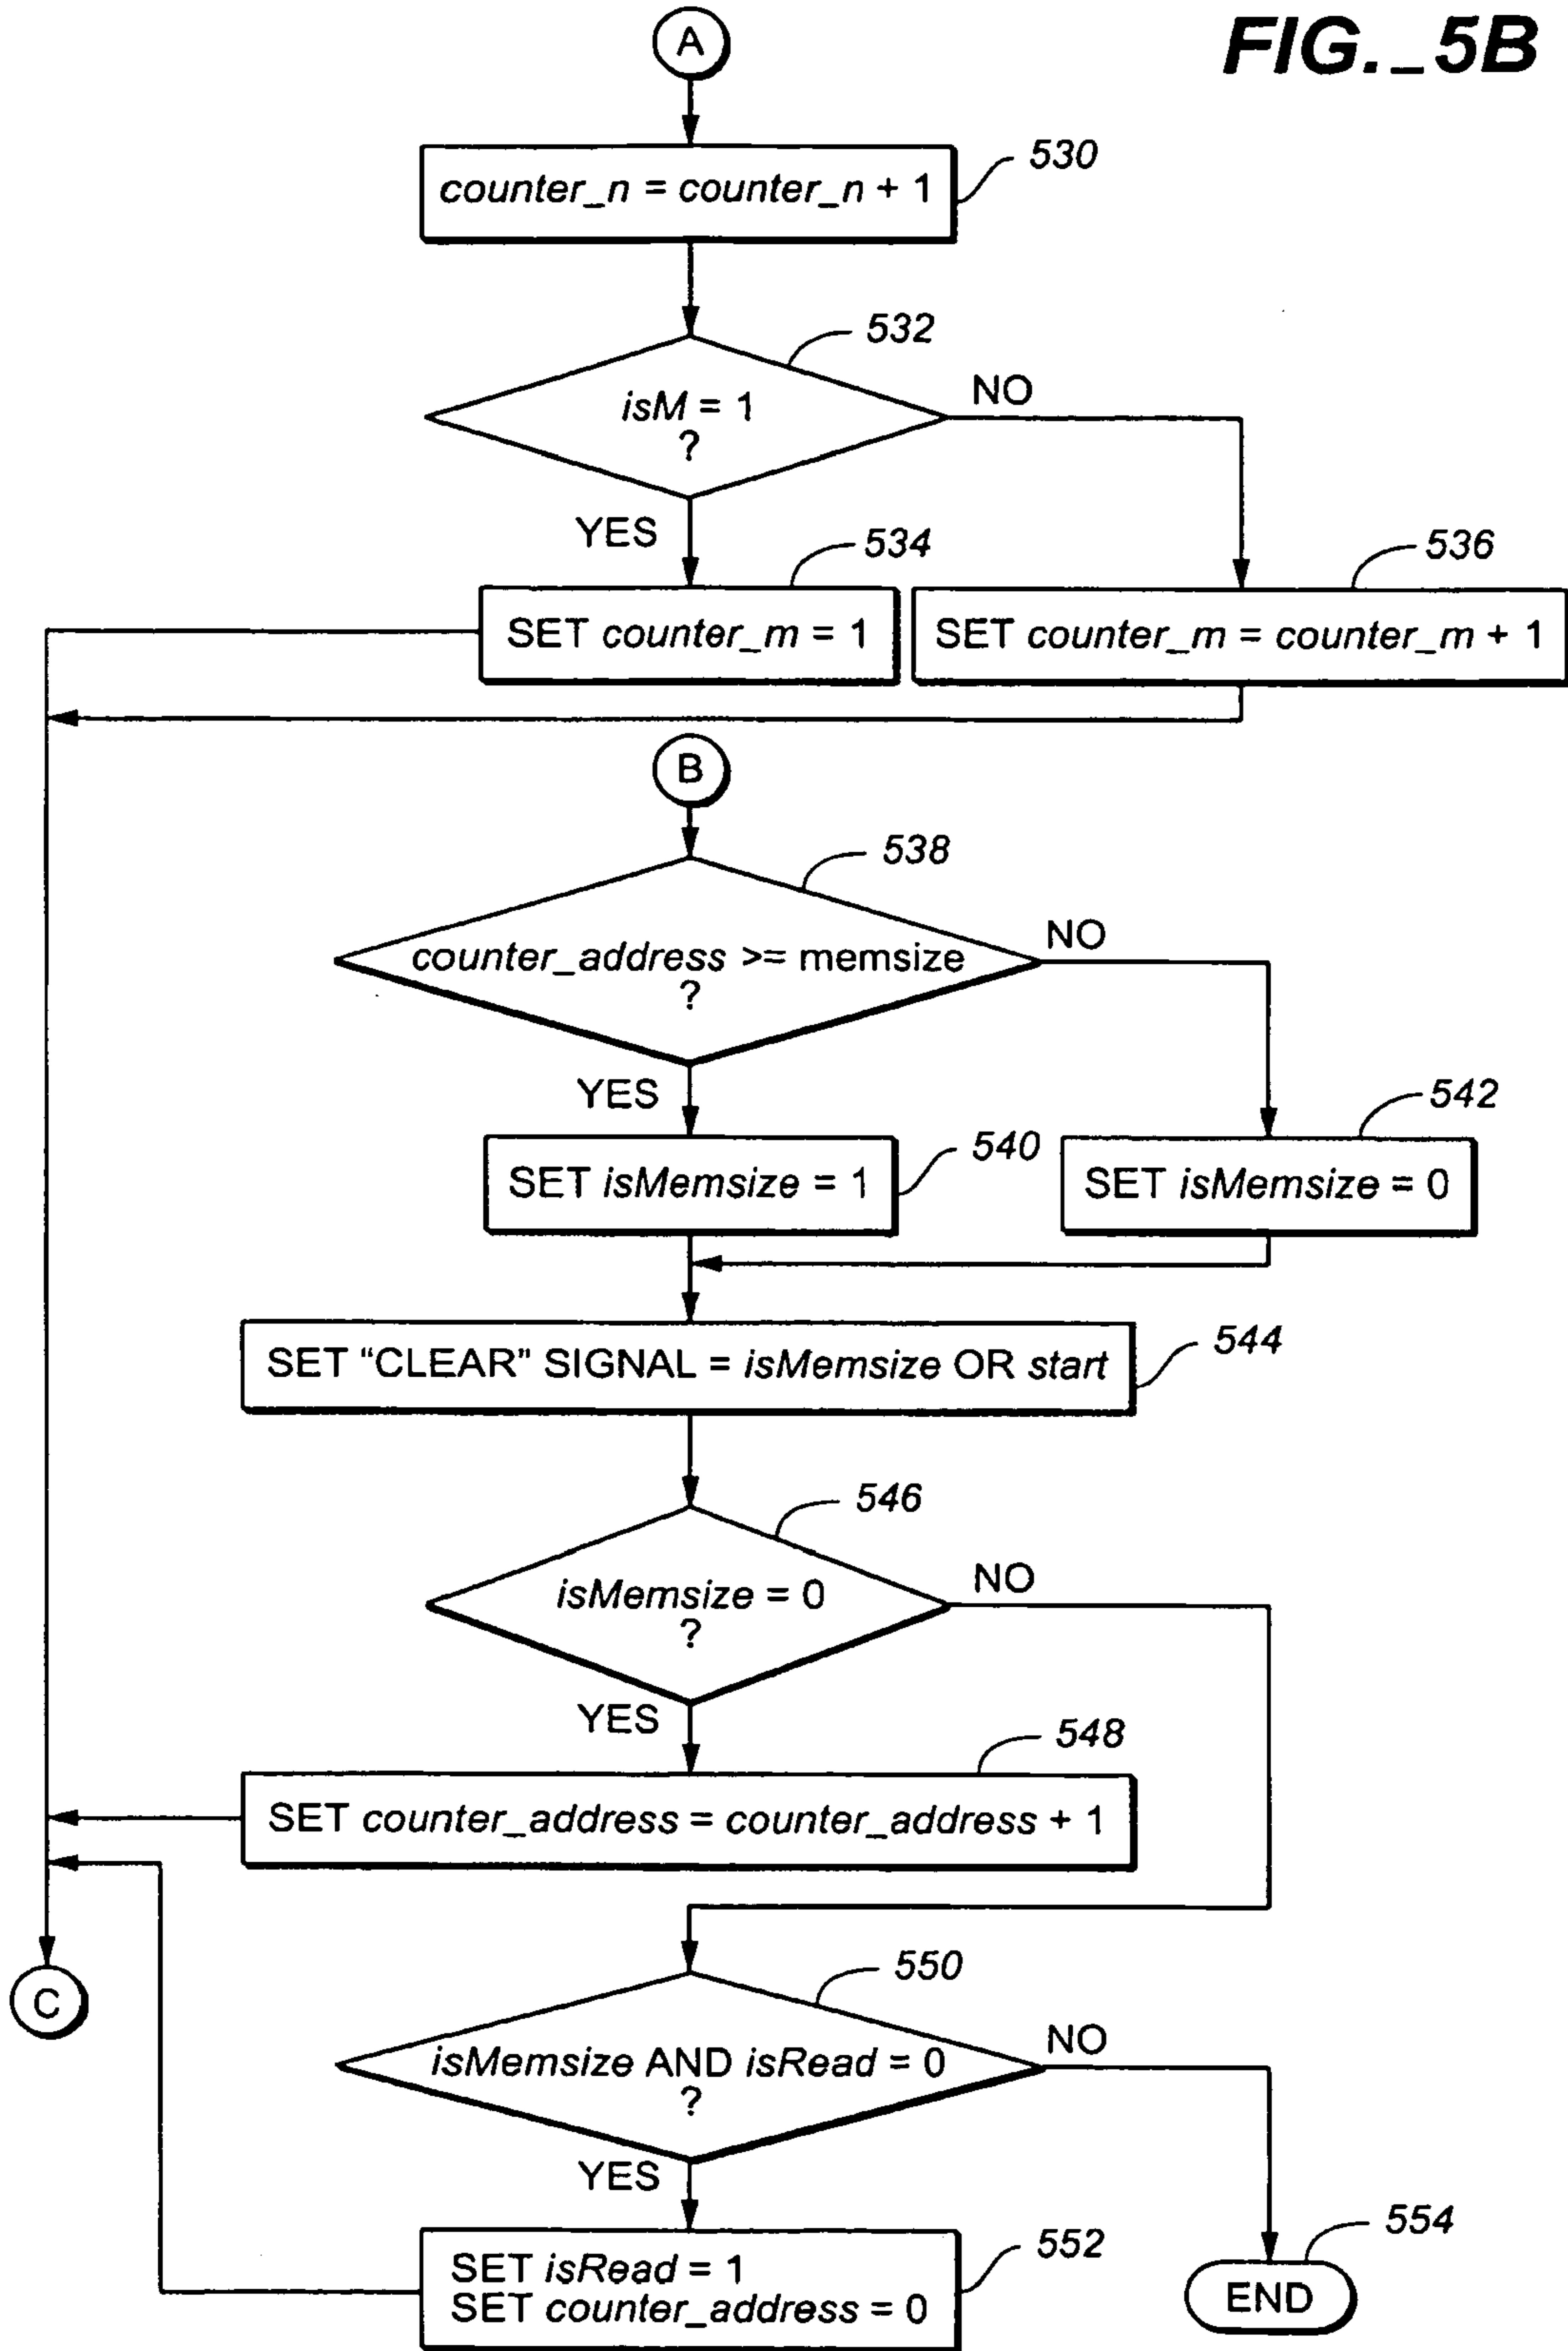 FIG._5B
A
530
counter_n = counter_n + 1
532
isM = 1
?
NO
YES
534
536
SET counter_m = 1
SET counter_m = counter_m + 1
B
538
counter_address >= memsize
?
NO
YES
540
542
SET isMemsize = 1
SET isMemsize = 0
544
SET “CLEAR” SIGNAL = isMemsize OR start
546
isMemsize = 0
?
NO
YES
548
SET counter_address = counter_address + 1
C
550
isMemsize AND isRead = 0
?
NO
YES
552
SET isRead = 1
SET counter_address = 0
554
END